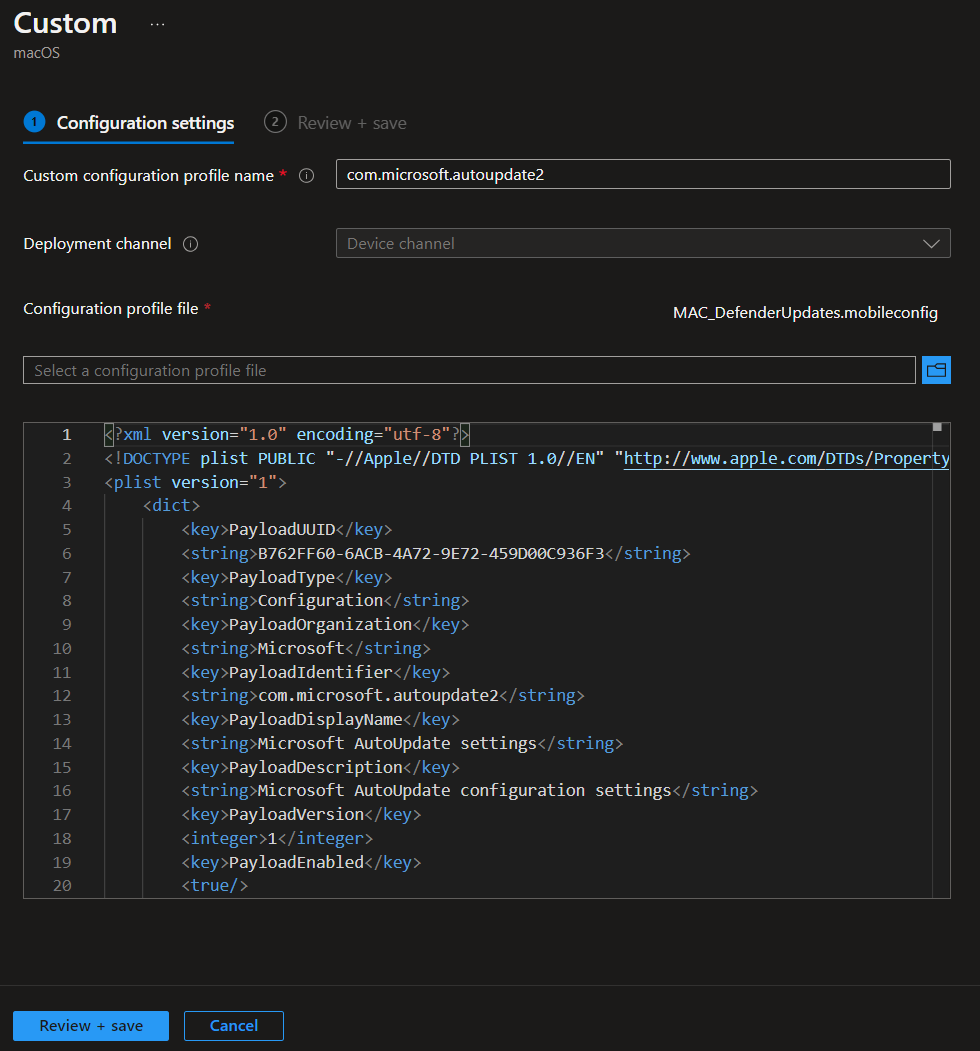 Custom ...
macOS
1 Configuration settings 2 Review + save
Custom configuration profile name * com.microsoft.autoupdate2
Deployment channel Device channel
Configuration profile file *
MAC_DefenderUpdates.mobileconfig
Select a configuration profile file
1 <?xml version="1.0" encoding="utf-8"?>
2 <!DOCTYPE plist PUBLIC "-//Apple//DTD PLIST 1.0//EN" "http://www.apple.com/DTDs/Property
3 <plist version="1">
4 <dict>
5 <key>PayloadUUID</key>
6 <string>B762FF60-6ACB-4A72-9E72-459D00C936F3</string>
7 <key>PayloadType</key>
8 <string>Configuration</string>
9 <key>PayloadOrganization</key>
10 <string>Microsoft</string>
11 <key>PayloadIdentifier</key>
12 <string>com.microsoft.autoupdate2</string>
13 <key>PayloadDisplayName</key>
14 <string>Microsoft AutoUpdate settings</string>
15 <key>PayloadDescription</key>
16 <string>Microsoft AutoUpdate configuration settings</string>
17 <key>PayloadVersion</key>
18 <integer>1</integer>
19 <key>PayloadEnabled</key>
20 <true/>
Review + save Cancel